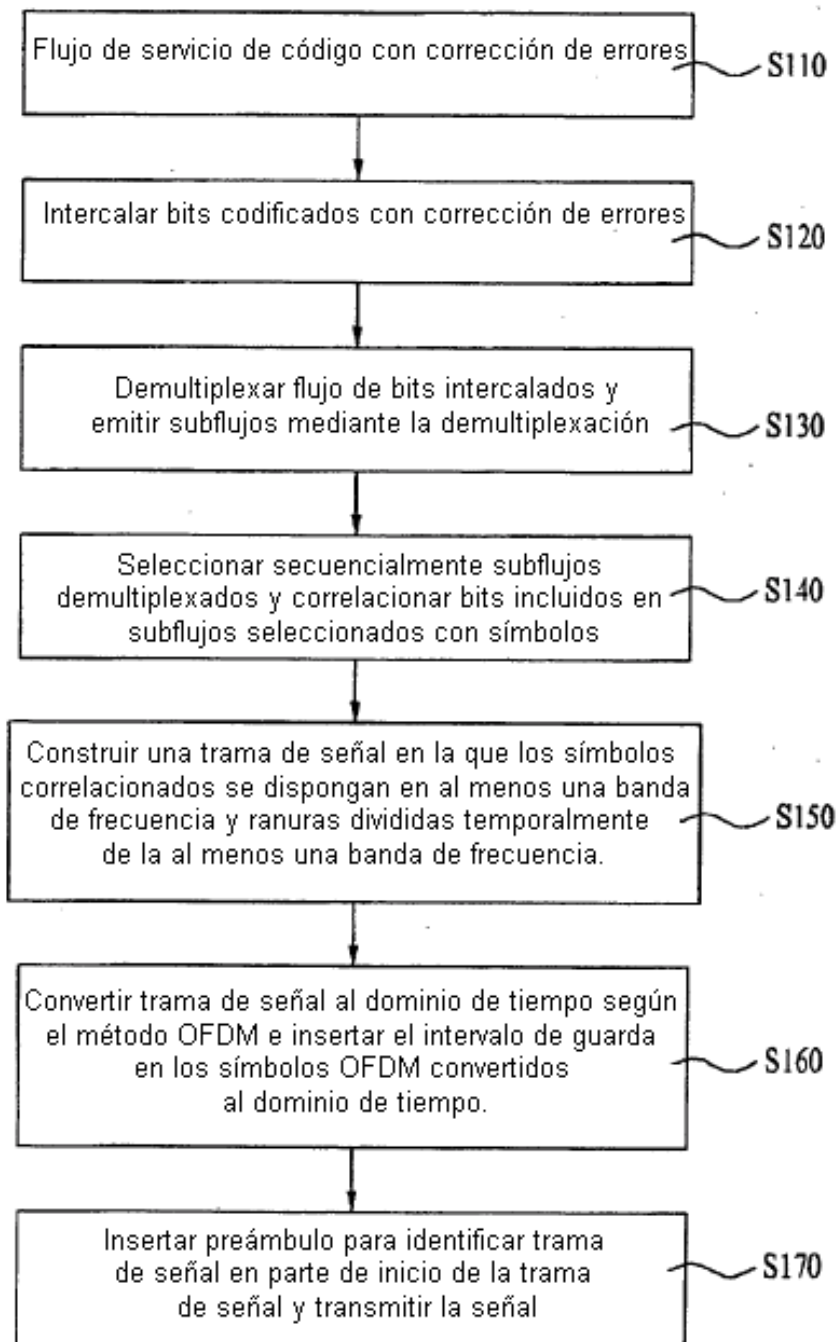 Flujo de servicio de código con corrección de errores
S110
Intercalar bits codificados con corrección de errores
S120
Demultiplexar flujo de bits intercalados y
emitir subflujos mediante la demultiplexación
S130
Seleccionar secuencialmente subflujos
demultiplexados y correlacionar bits incluidos en
subflujos seleccionados con símbolos
S140
Construir una trama de señal en la que los símbolos
correlacionados se dispongan en al menos una banda
de frecuencia y ranuras divididas temporalmente
de la al menos una banda de frecuencia.
S150
Convertir trama de señal al dominio de tiempo según
el método OFDM e insertar el intervalo de guarda
en los símbolos OFDM convertidos
al dominio de tiempo.
S160
Insertar preámbulo para identificar trama
de señal en parte de inicio de la trama
de señal y transmitir la señal
S170